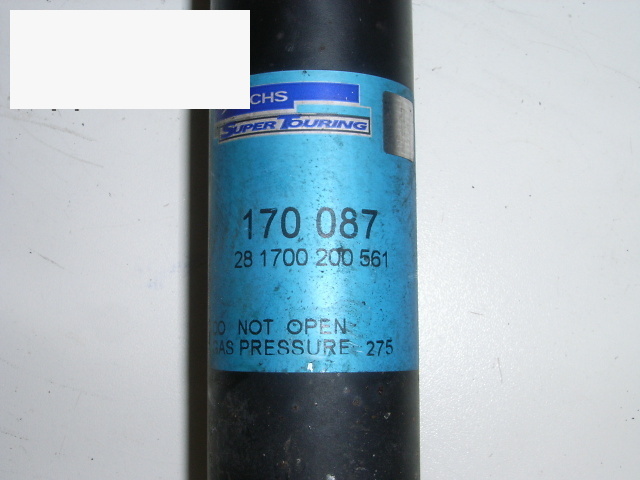 CHS
SUPER TOURING
170 087
28 1700 200 561
DO NOT OPEN
GAS PRESSURE 275